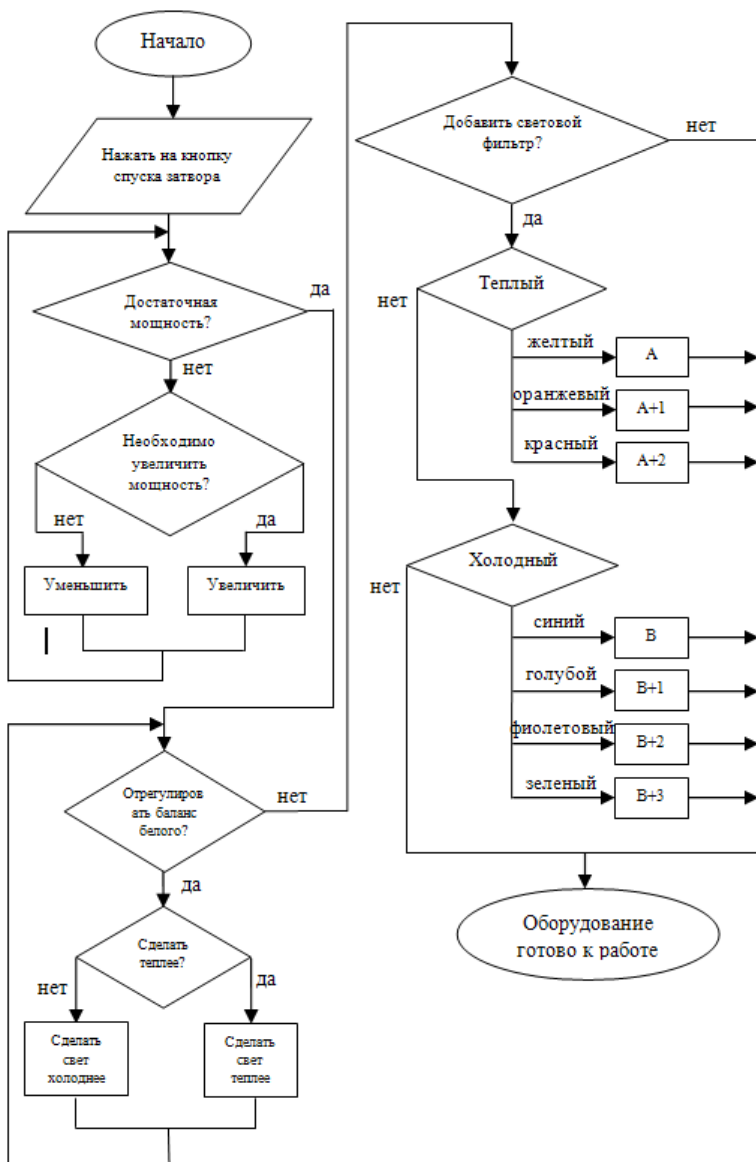 Начало
Нажать на кнопку
спуска затвора
Достаточная
мощность?
да
нет
Необходимо
увеличить
мощность?
нет
да
Уменьшить
Увеличить
Отрегулиров
ать баланс
белого?
нет
да
Сделать
теплее?
нет
да
Сделать
свет
холоднее
Сделать
свет
теплее
Добавить световой
фильтр?
нет
да
Теплый
нет
желтый
A
оранжевый
A+1
красный
A+2
Холодный
нет
синий
B
голубой
B+1
фиолетовый
B+2
зеленый
B+3
Оборудование
готово к работе